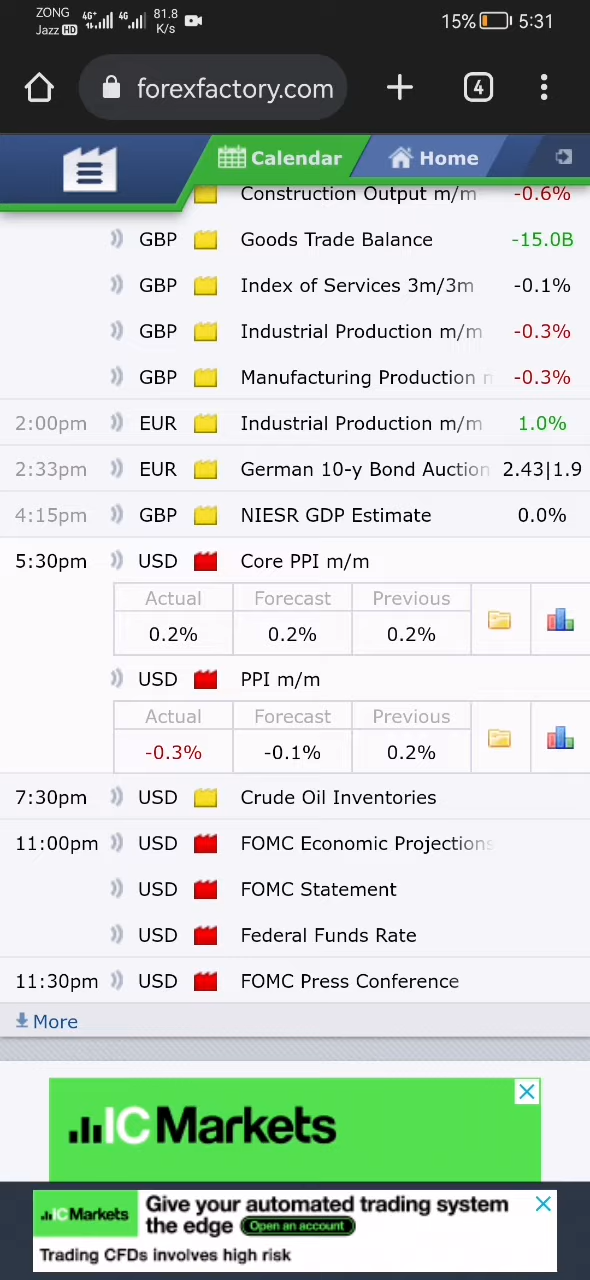 ZONG
Jazz HD
4G+ 4G 81.8 K/s
15% 5:31
forexfactory.com
4
Calendar
Home
Construction Output m/m -0.6%
GBP Goods Trade Balance -15.0B
GBP Index of Services 3m/3m -0.1%
GBP Industrial Production m/m -0.3%
GBP Manufacturing Production -0.3%
2:00pm EUR Industrial Production m/m 1.0%
2:33pm EUR German 10-y Bond Auction 2.43|1.9
4:15pm GBP NIESR GDP Estimate 0.0%
5:30pm USD Core PPI m/m
Actual Forecast Previous
0.2% 0.2% 0.2%
USD PPI m/m
Actual Forecast Previous
-0.3% -0.1% 0.2%
7:30pm USD Crude Oil Inventories
11:00pm USD FOMC Economic Projections
USD FOMC Statement
USD Federal Funds Rate
11:30pm USD FOMC Press Conference
More
IC Markets
IC Markets
Give your automated trading system
the edge Open an account
Trading CFDs involves high risk